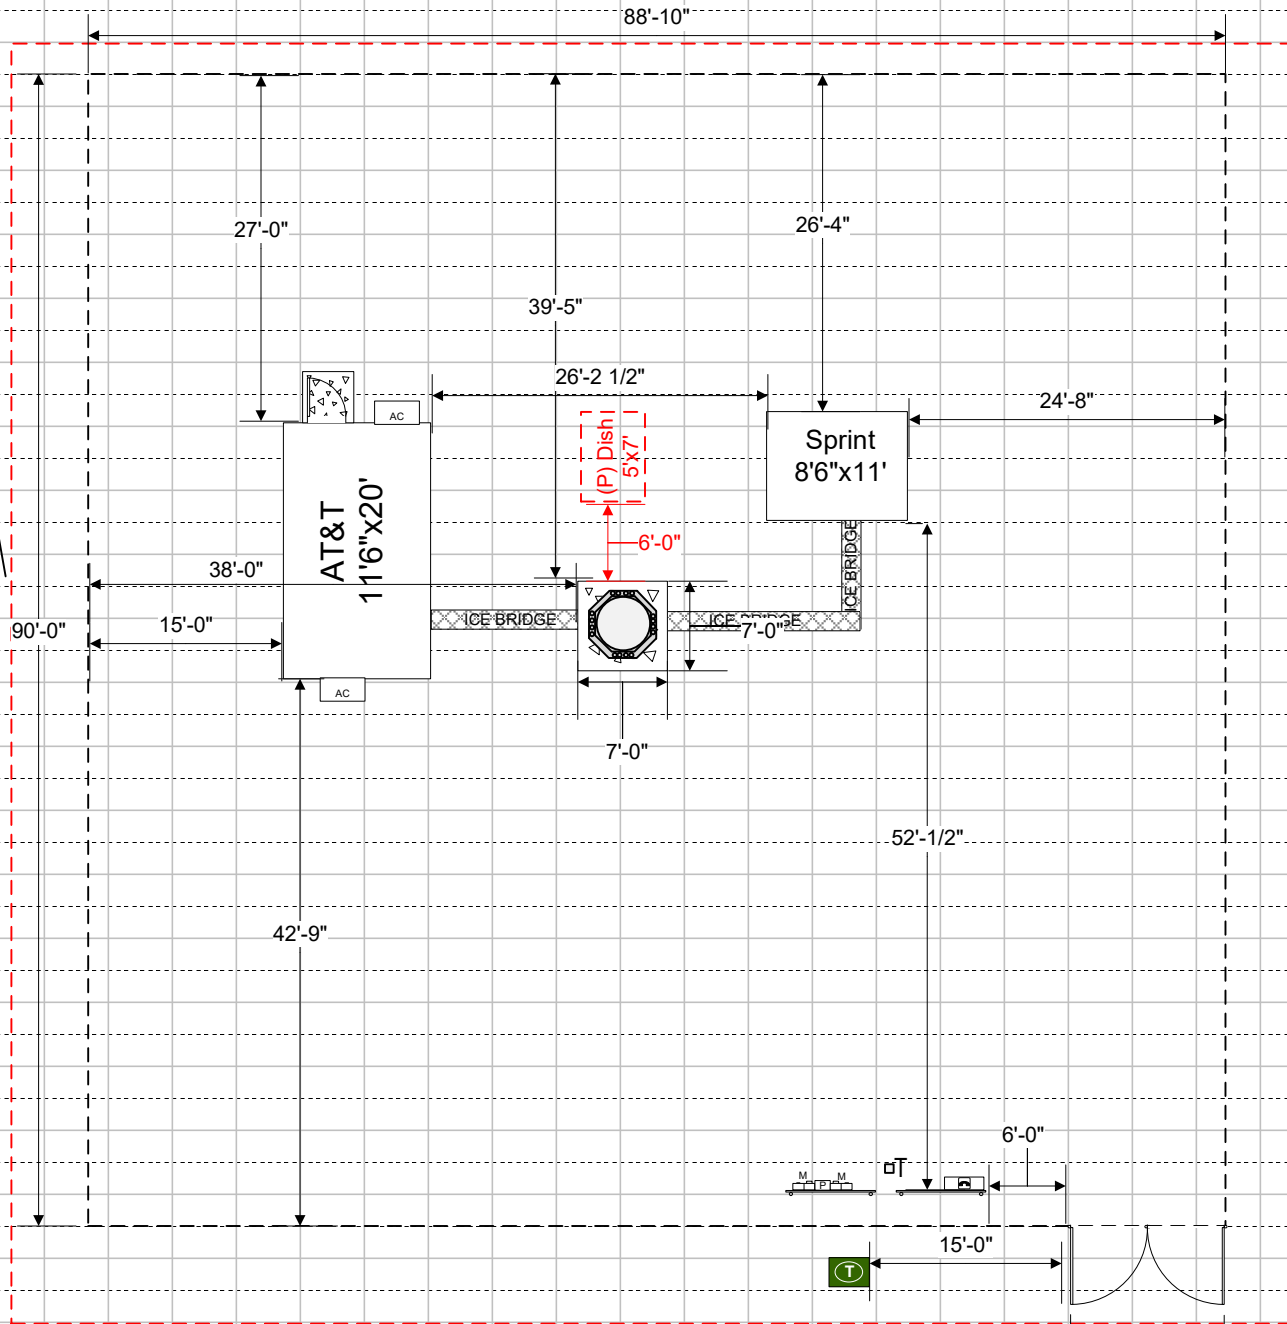 88'-10"
27'-0"
26'-4"
39'-5"
26'-2 1/2"
24'-8"
AC
(P) Dish
5'x7'
Sprint
8'6"x11'
AT&T
11'6"x20'
6'-0"
ICE BRIDGE
38'-0"
90'-0"
15'-0"
ICE BRIDGE
ICE BRIDGE
7'-0"
AC
7'-0"
52'-1/2"
42'-9"
6'-0"
T
M
P
M
15'-0"
T